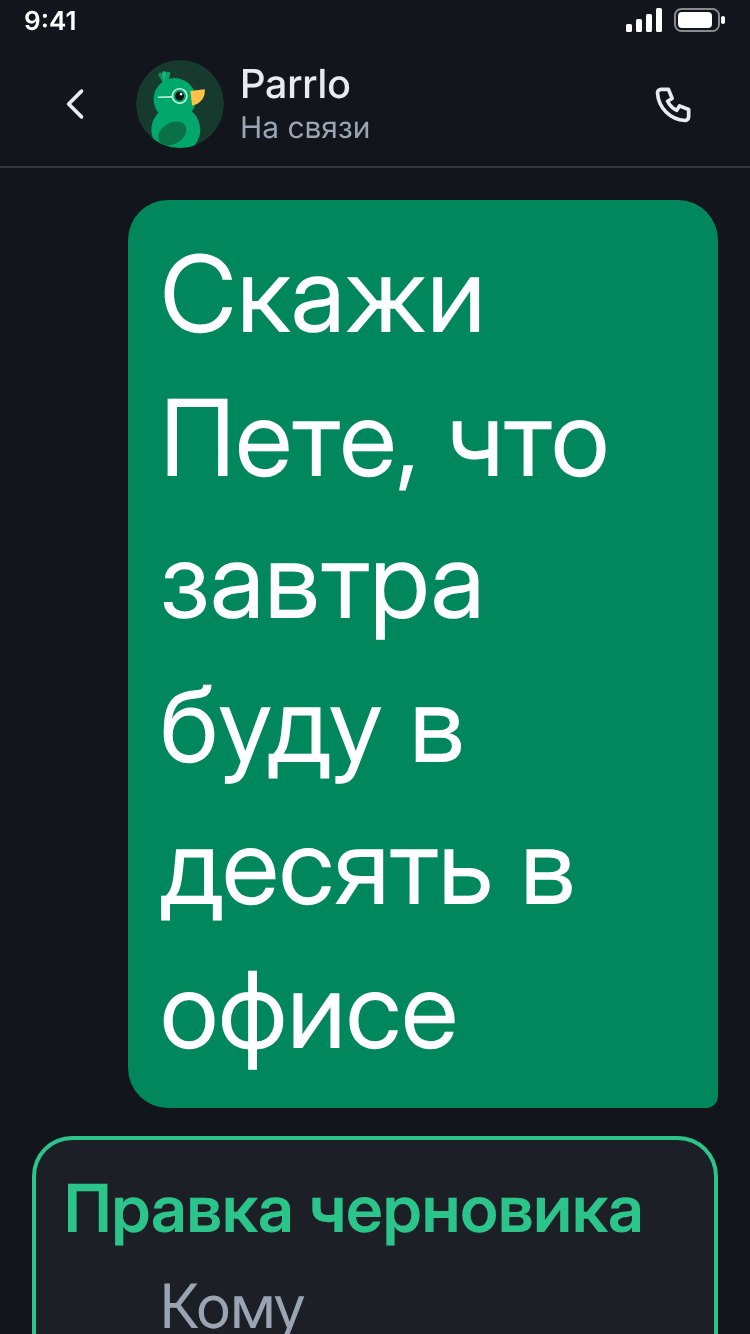 9:41
Parrlo
На связи
Скажи
Пете, что
завтра
буду в
десять в
офисе
Правка черновика
Кому